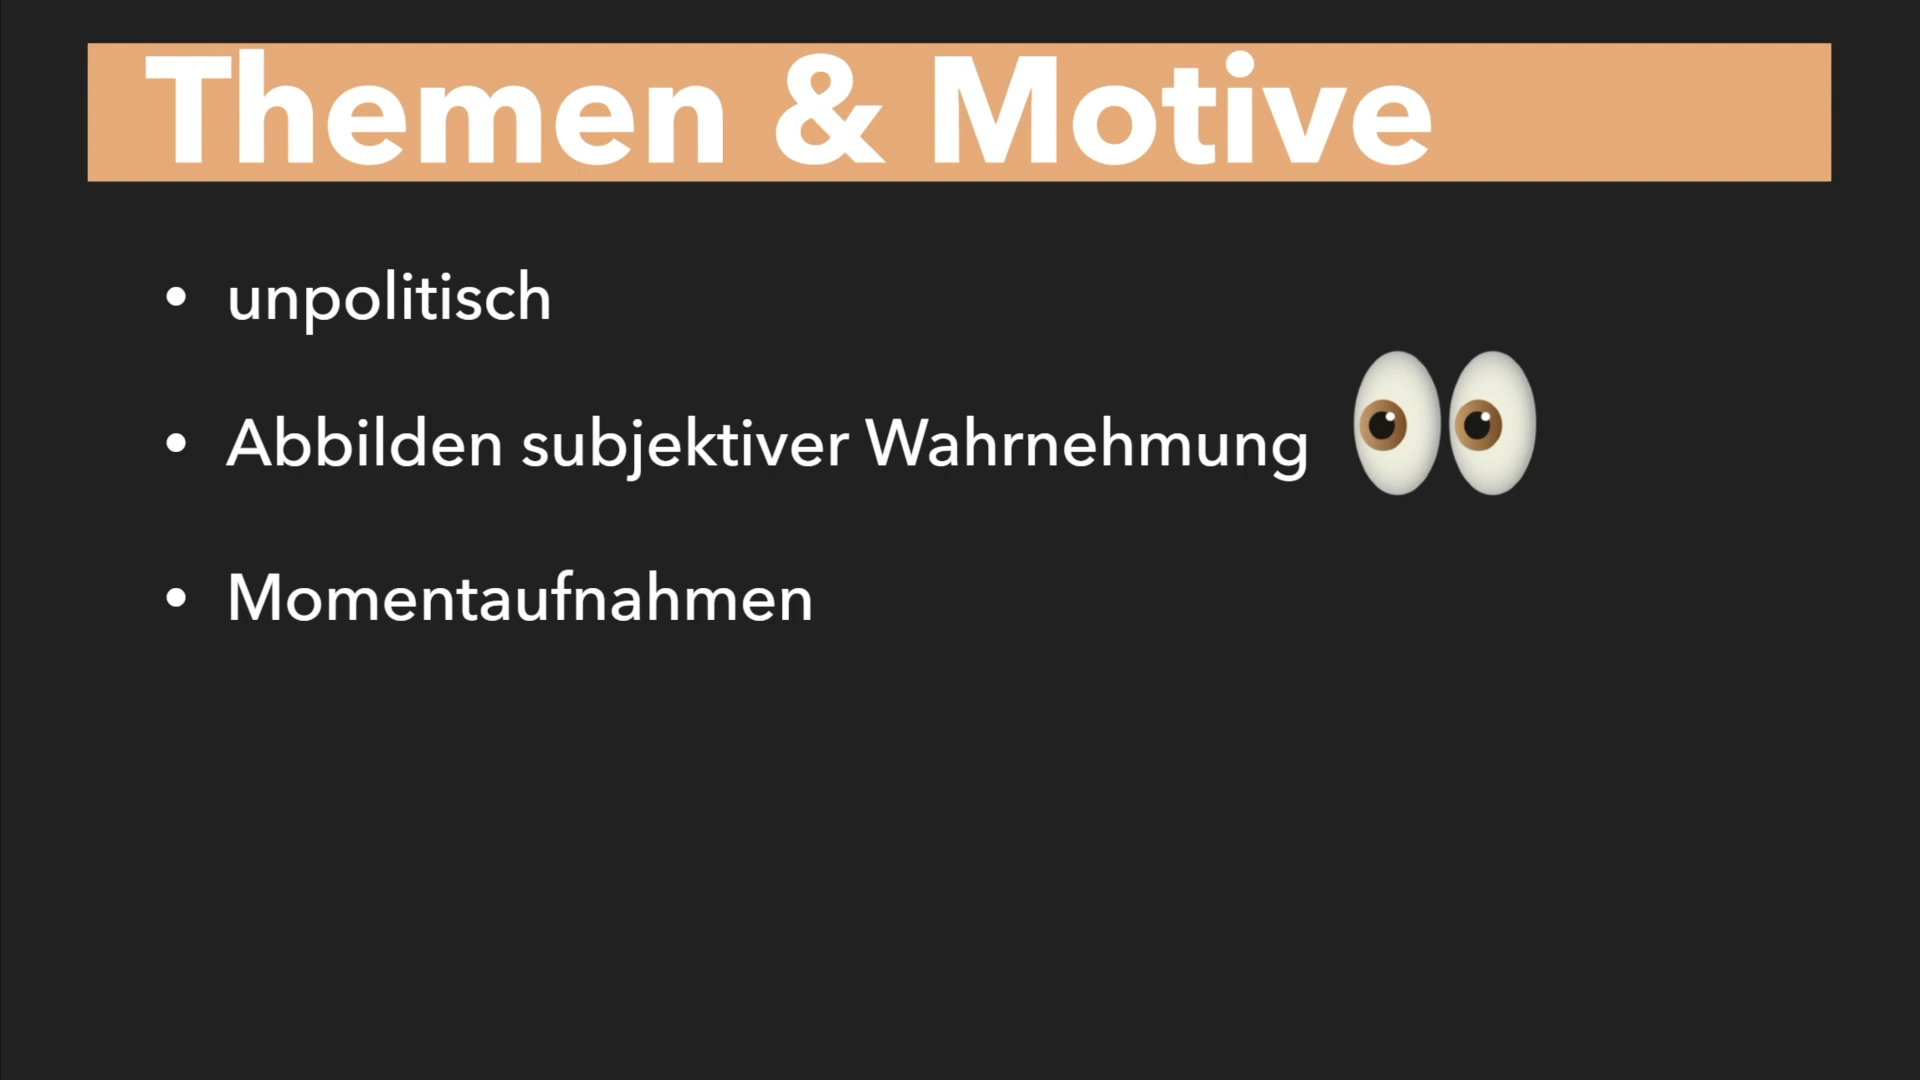 Themen & Motive
• unpolitisch
• Abbilden subjektiver Wahrnehmung
• Momentaufnahmen